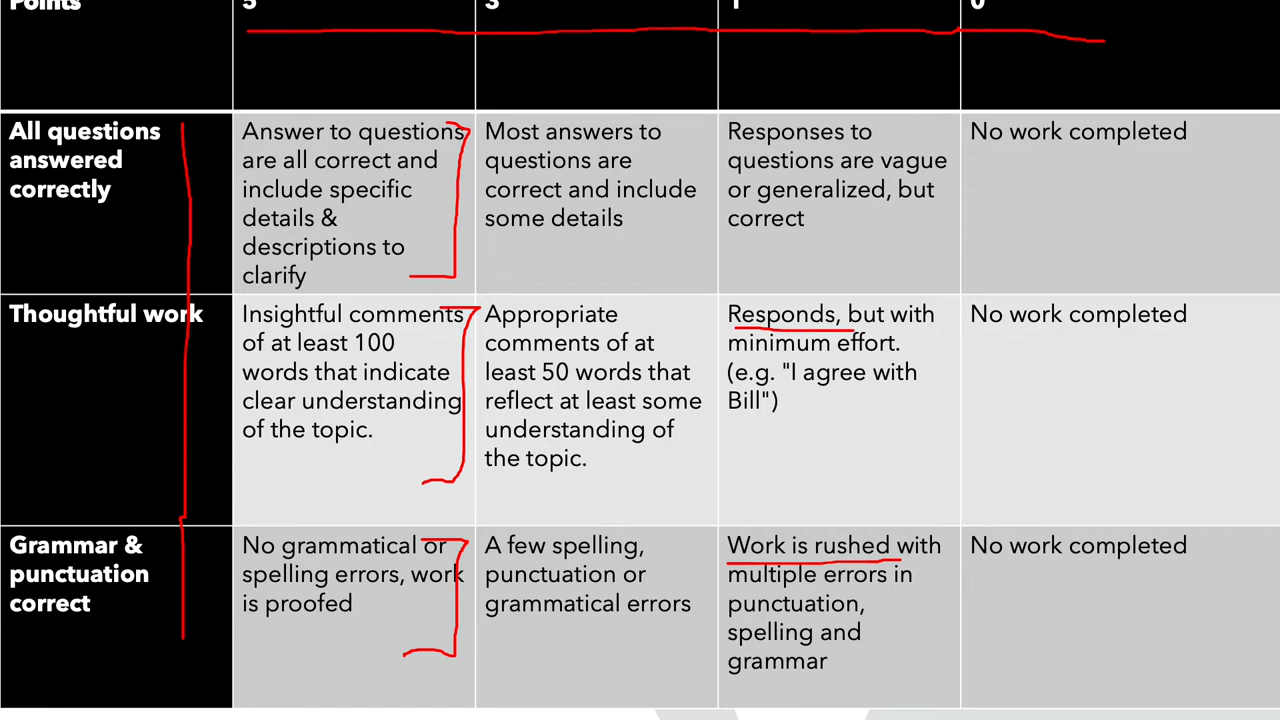 Points 5 3 1 0
All questions
answered
correctly
Answer to questions
are all correct and
include specific
details &
descriptions to
clarify
Most answers to
questions are
correct and include
some details
Responses to
questions are vague
or generalized, but
correct
No work completed
Thoughtful work
Insightful comments
of at least 100
words that indicate
clear understanding
of the topic.
Appropriate
comments of at
least 50 words that
reflect at least some
understanding of
the topic.
Responds, but with
minimum effort.
(e.g. "I agree with
Bill")
No work completed
Grammar &
punctuation
correct
No grammatical or
spelling errors, work
is proofed
A few spelling,
punctuation or
grammatical errors
Work is rushed with
multiple errors in
punctuation,
spelling and
grammar
No work completed